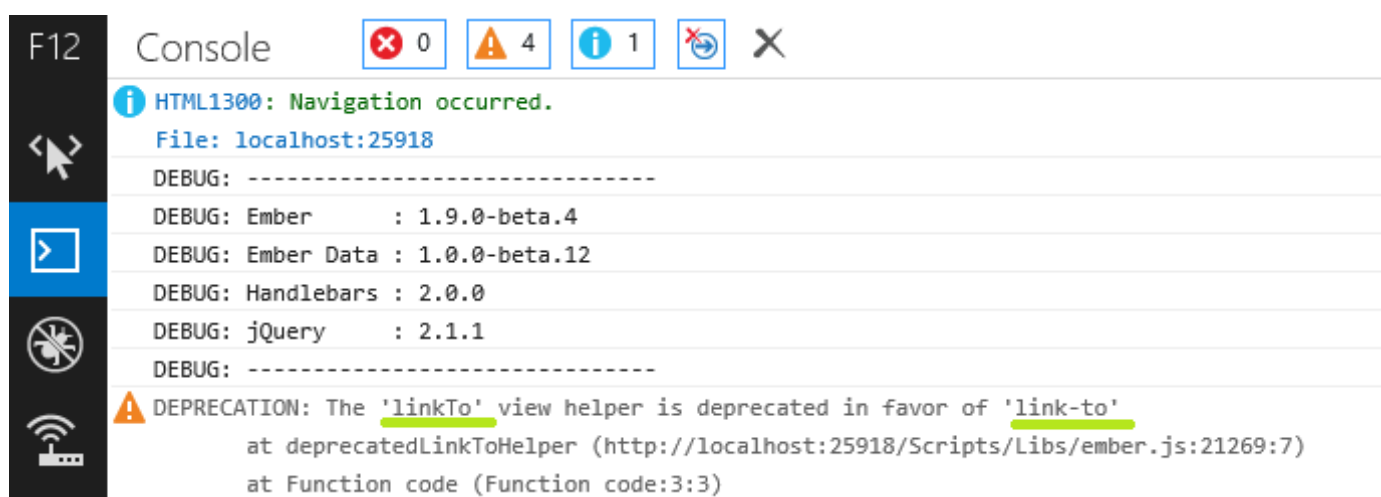 F12 Console 0 4 1
HTML1300: Navigation occurred.
File: localhost:25918
DEBUG: -------------------------------
DEBUG: Ember      : 1.9.0-beta.4
DEBUG: Ember Data : 1.0.0-beta.12
DEBUG: Handlebars : 2.0.0
DEBUG: jQuery     : 2.1.1
DEBUG: -------------------------------
DEPRECATION: The 'linkTo' view helper is deprecated in favor of 'link-to'
at deprecatedLinkToHelper (http://localhost:25918/Scripts/Libs/ember.js:21269:7)
at Function code (Function code:3:3)